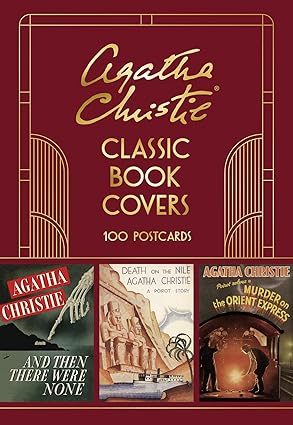 Agatha
Christie®
CLASSIC
BOOK
COVERS
100 POSTCARDS
AGATHA
CHRISTIE
AND THEN
THERE WERE
NONE
DEATH ON THE NILE
AGATHA CHRISTIE
A POIROT STORY
AGATHA CHRISTIE
Poirot solves a
MURDER on
the ORIENT EXPRESS